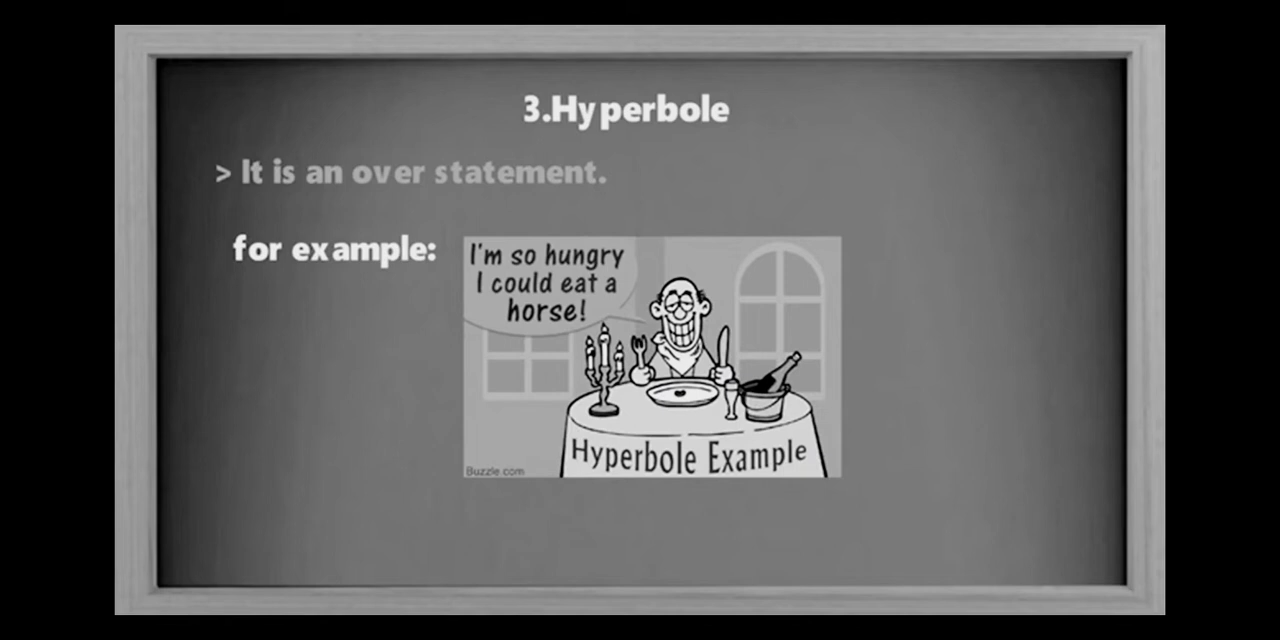 3.Hyperbole
> It is an over statement.
for example:
I'm so hungry
I could eat a
horse!
Hyperbole Example
Buzzle.com